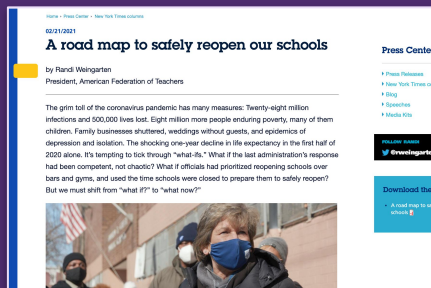 Home › Press Center › New York Times columns
02/21/2021
A road map to safely reopen our schools
by Randi Weingarten
President, American Federation of Teachers
The grim toll of the coronavirus pandemic has many measures: Twenty-eight million
infections and 500,000 lives lost. Eight million more people enduring poverty, many of them
children. Family businesses shuttered, weddings without guests, and epidemics of
depression and isolation. The shocking one-year decline in life expectancy in the first half of
2020 alone. It's tempting to tick through "what-ifs." What if the last administration's response
had been competent, not chaotic? What if officials had prioritized reopening schools over
bars and gyms, and used the time schools were closed to prepare them to safely reopen?
But we must shift from "what if?" to "what now?"
Press Cente
Press Releases
New York Times c
Blog
Speeches
Media Kits
FOLLOW RANDI
@rweingart
Download the
A road map to s
schools